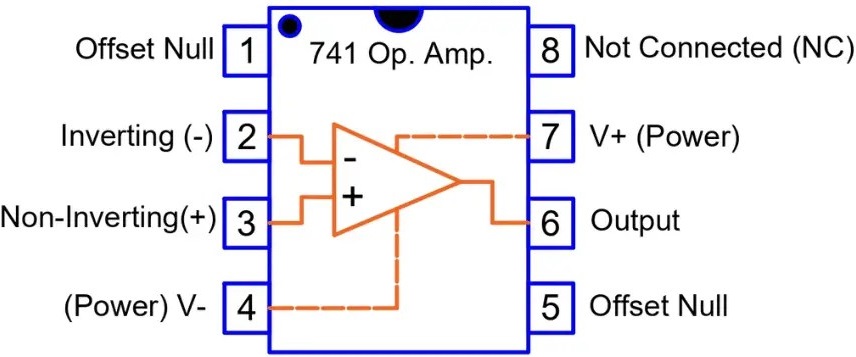 Offset Null 1 741 Op. Amp. 8 Not Connected (NC)
Inverting (-) 2 - 7 V+ (Power)
Non-Inverting(+) 3 + 6 Output
(Power) V- 4 5 Offset Null